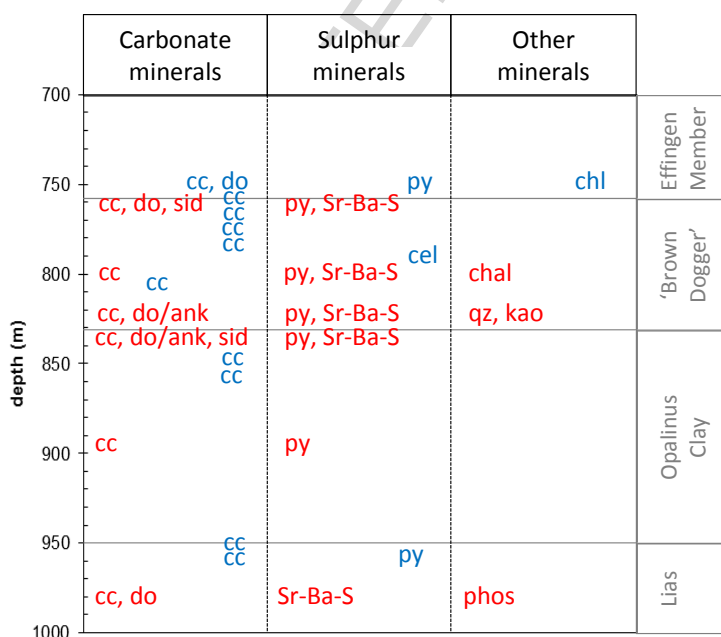 Carbonate minerals
Sulphur minerals
Other minerals
700
cc, do
py
chl
Effingen Member
750
cc
cc, do, sid
py, Sr-Ba-S
cc
cc
cc
cel
'Brown Dogger'
800
cc
py, Sr-Ba-S
chal
cc
cc, do/ank
py, Sr-Ba-S
qz, kao
cc, do/ank, sid
py, Sr-Ba-S
850
cc
cc
depth (m)
900
cc
py
Opalinus Clay
950
cc
cc
py
cc, do
Sr-Ba-S
phos
Lias
1000